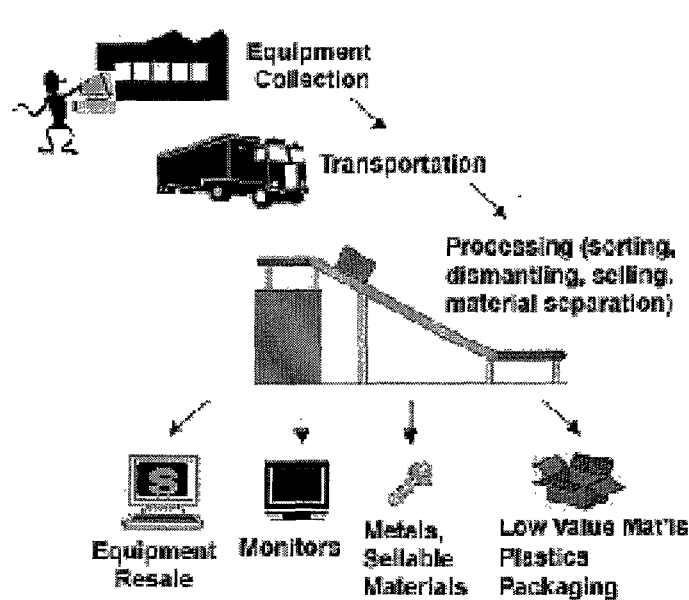 Equipment
Collection
Transportation
Processing (sorting,
dismantling, selling,
material separation)
$
Equipment
Resale
Monitors
Metals,
Sellable
Materials
Low Value Mat'ls
Plastics
Packaging